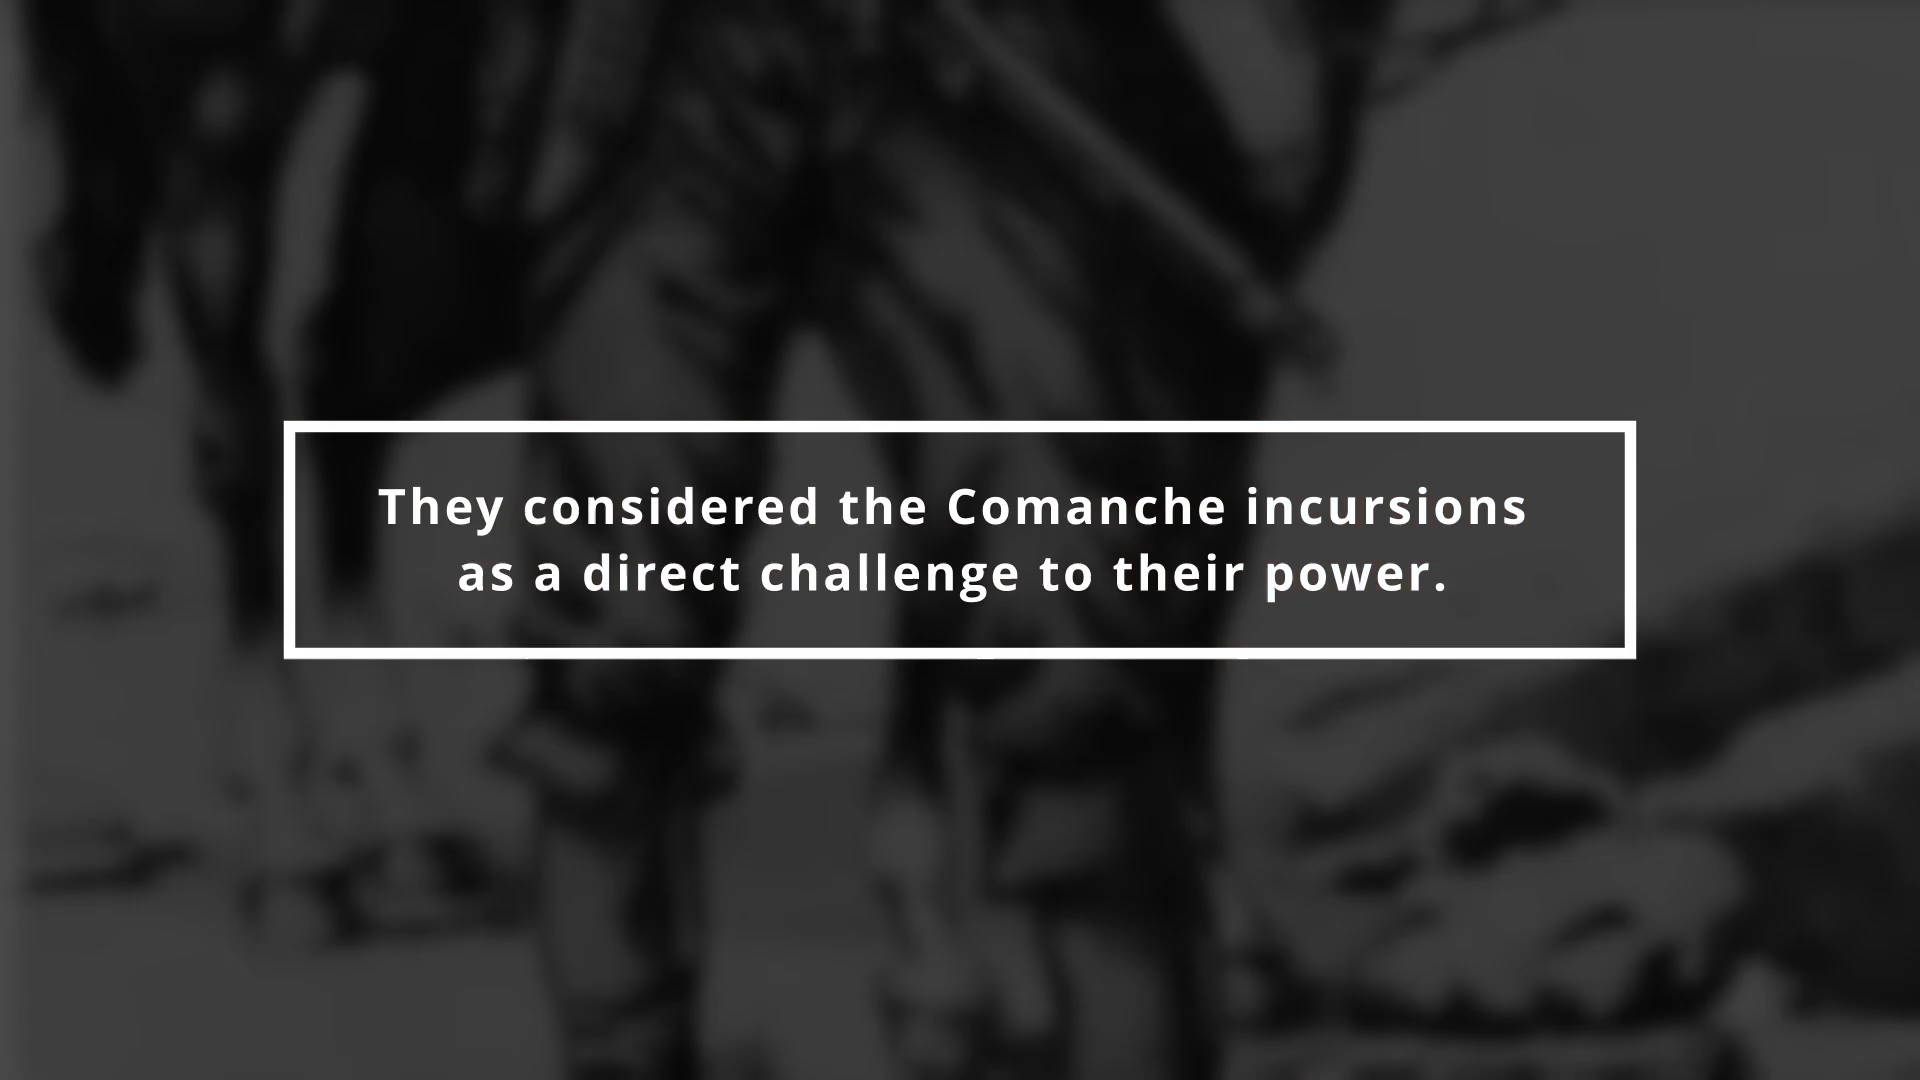 They considered the Comanche incursions
as a direct challenge to their power.